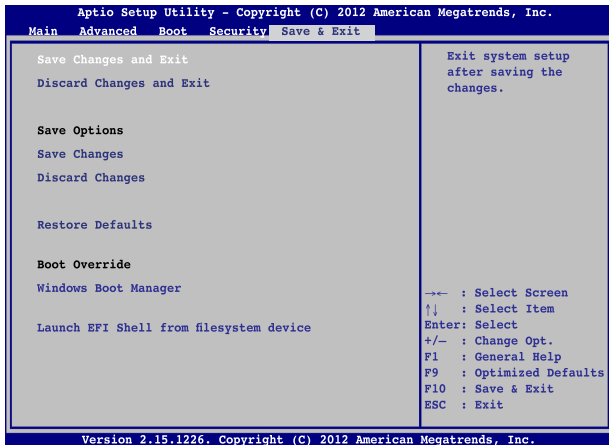 Aptio Setup Utility - Copyright (C) 2012 American Megatrends, Inc.
Main Advanced Boot Security Save & Exit
Save Changes and Exit
Discard Changes and Exit
Save Options
Save Changes
Discard Changes
Restore Defaults
Boot Override
Windows Boot Manager
Launch EFI Shell from filesystem device
Exit system setup
after saving the
changes.
→← : Select Screen
↑↓ : Select Item
Enter: Select
+/— : Change Opt.
F1 : General Help
F9 : Optimized Defaults
F10 : Save & Exit
ESC : Exit
Version 2.15.1226. Copyright (C) 2012 American Megatrends, Inc.